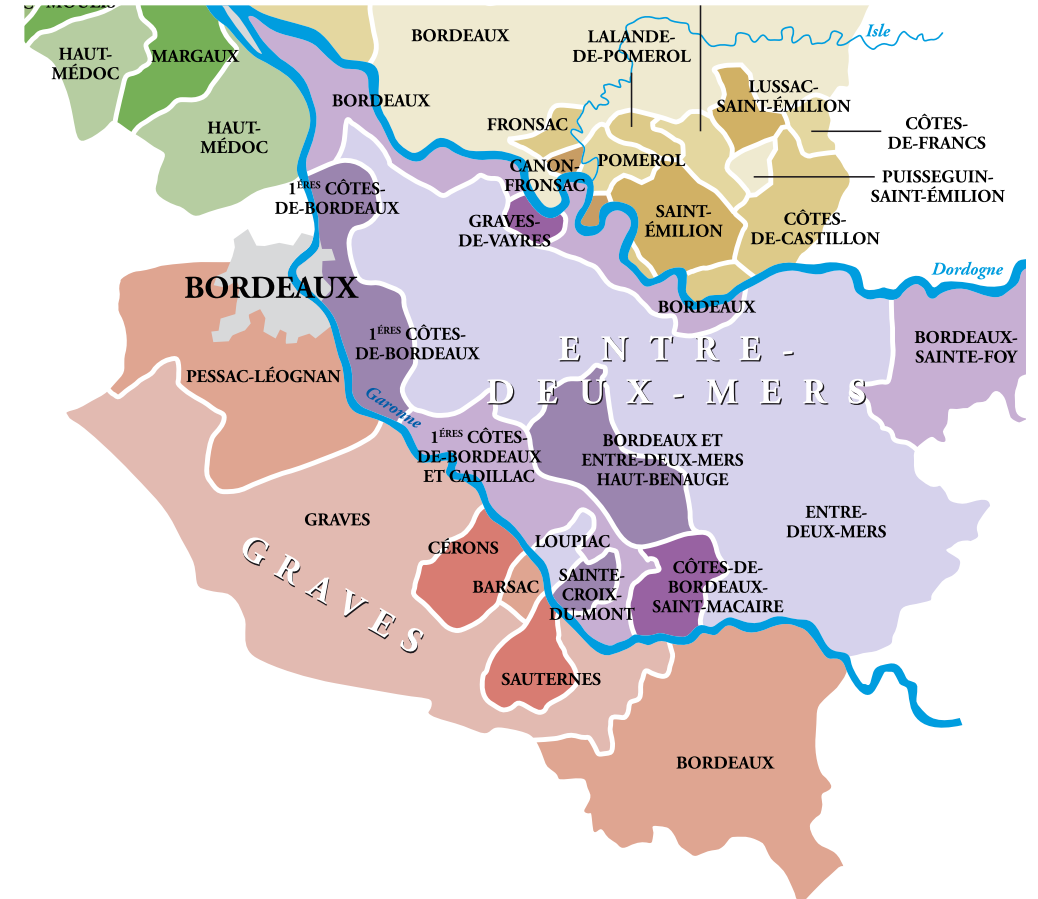 MOULIS
HAUT-
MÉDOC
MARGAUX
HAUT-
MÉDOC
BORDEAUX
BORDEAUX
LALANDE-
DE-POMEROL
Isle
LUSSAC-
SAINT-ÉMILION
CÔTES-
DE-FRANCS
PUISSEGUIN-
SAINT-ÉMILION
FRONSAC
CANON-
FRONSAC
POMEROL
SAINT-
ÉMILION
CÔTES-
DE-CASTILLON
1ÉRES CÔTES-
DE-BORDEAUX
GRAVES-
DE-VAYRES
Dordogne
BORDEAUX
BORDEAUX
BORDEAUX-
SAINTE-FOY
1ÉRES CÔTES-
DE-BORDEAUX
ENTRE-
DEUX-MERS
PESSAC-LÉOGNAN
Garonne
1ÉRES CÔTES-
DE-BORDEAUX
ET CADILLAC
BORDEAUX ET
ENTRE-DEUX-MERS
HAUT-BENAUGE
ENTRE-
DEUX-MERS
GRAVES
GRAVES
CÉRONS
BARSAC
LOUPIAC
SAINTE-
CROIX-
DU-MONT
CÔTES-DE-
BORDEAUX-
SAINT-MACAIRE
SAUTERNES
BORDEAUX